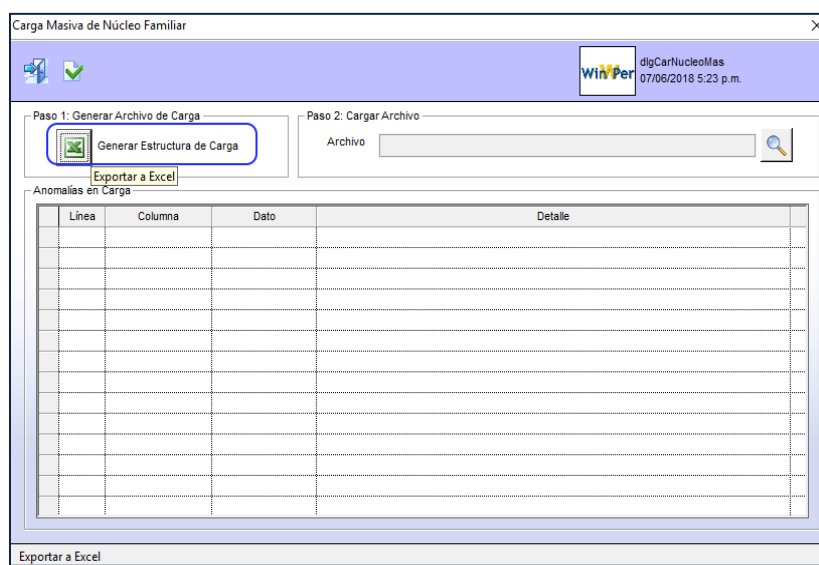 Carga Masiva de Núcleo Familiar
WinPer
dlgCarNucleoMas
07/06/2018 5:23 p.m.
Paso 1: Generar Archivo de Carga
Generar Estructura de Carga
Exportar a Excel
Paso 2: Cargar Archivo
Archivo
Anomalías en Carga
Línea Columna Dato Detalle
Exportar a Excel